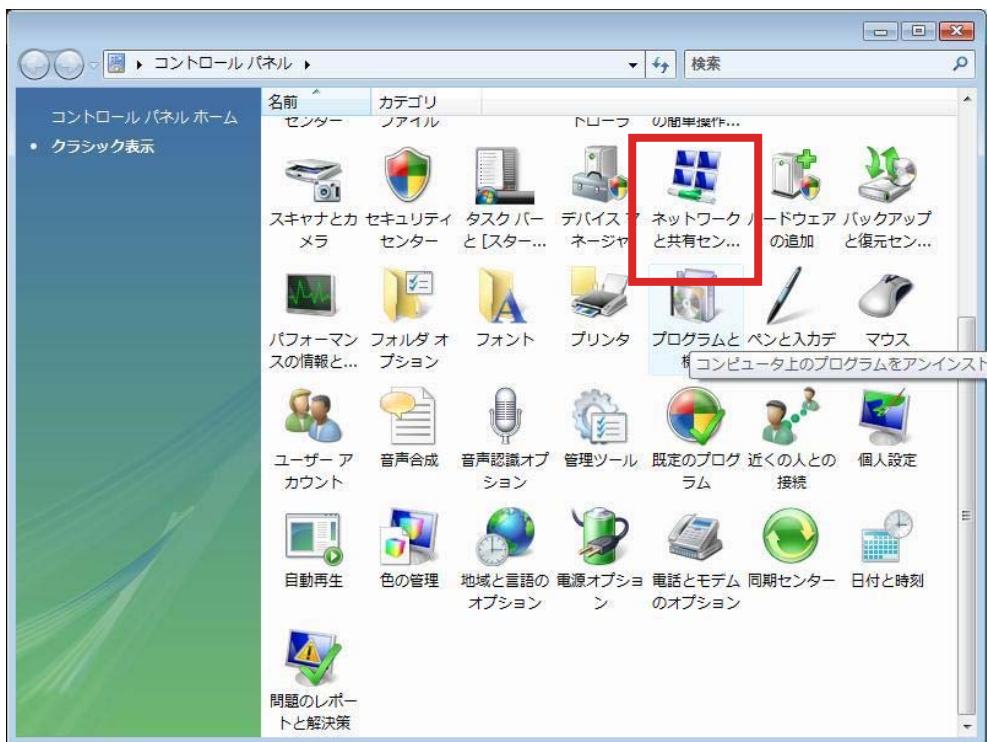 コントロール パネル
検索
コントロール パネル ホーム
クラシック表示
名前 カテゴリ
センター ファイル トローラ の簡単操作...
スキャナとカ セキュリティ タスク バー デバイス マ ネットワーク ードウェア バックアップ
メラ センター と [スター... ネージャ と共有セン... の追加 と復元セン...
パフォーマン フォルダ オ フォント プリンタ プログラムと ペンと入力デ マウス
スの情報と... プション
コンピュータ上のプログラムをアンインスト
ユーザー ア 音声合成 音声認識オプ 管理ツール 既定のプログ 近くの人との 個人設定
カウント ション ラム 接続
自動再生 色の管理 地域と言語の 電源オプショ 電話とモデム 同期センター 日付と時刻
オプション ン のオプション
問題のレポー
トと解決策